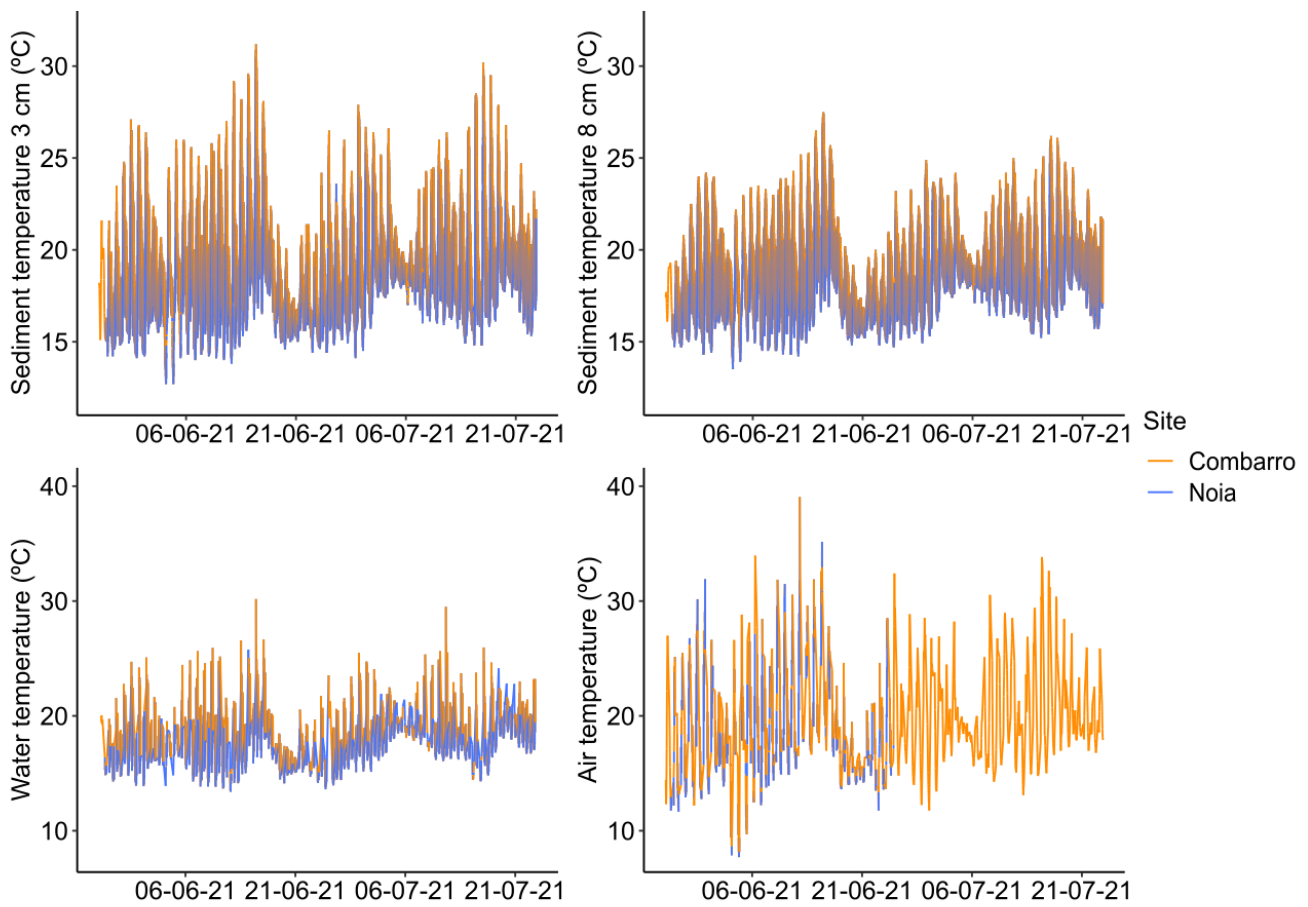 Sediment temperature 3 cm (ºC)
30
25
20
15
06-06-21 21-06-21 06-07-21 21-07-21
Sediment temperature 8 cm (ºC)
30
25
20
15
06-06-21 21-06-21 06-07-21 21-07-21
Water temperature (ºC)
40
30
20
10
06-06-21 21-06-21 06-07-21 21-07-21
Air temperature (ºC)
40
30
20
10
06-06-21 21-06-21 06-07-21 21-07-21
Site
Combarro
Noia